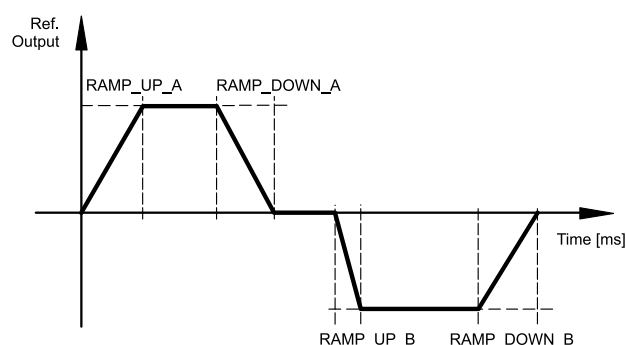 Ref.
Output
RAMP_UP_A
RAMP_DOWN_A
Time [ms]
RAMP UP B
RAMP DOWN B